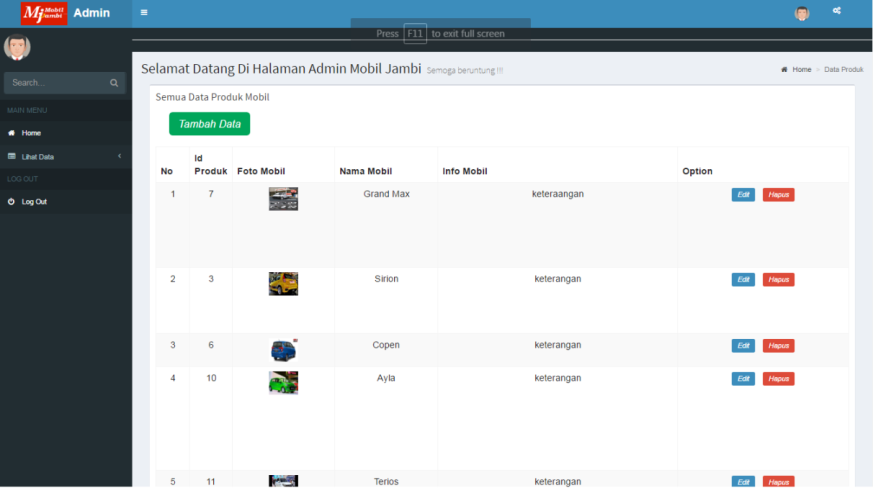 Mj Mobil Jambi Admin
Press F11 to exit full screen
Search...
MAIN MENU
Home
Lihat Data
LOG OUT
Log Out
Selamat Datang Di Halaman Admin Mobil Jambi Semoga beruntung !!!
Home > Data Produk
Semua Data Produk Mobil
Tambah Data
No Id Produk Foto Mobil Nama Mobil Info Mobil Option
1 7 Grand Max keteraangan Edit Hapus
2 3 Sirion keterangan Edit Hapus
3 6 Copen keterangan Edit Hapus
4 10 Ayla keterangan Edit Hapus
5 11 Terios keterangan Edit Hapus